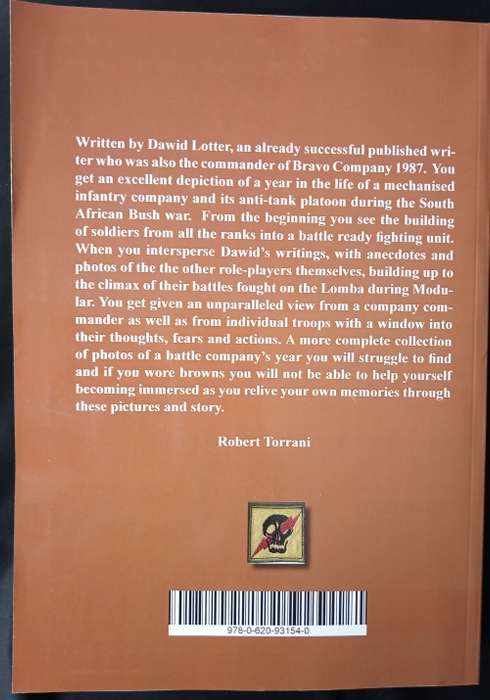 Written by Dawid Lotter, an already successful published wri-
ter who was also the commander of Bravo Company 1987. You
get an excellent depiction of a year in the life of a mechanised
infantry company and its anti-tank platoon during the South
African Bush war. From the beginning you see the building
of soldiers from all the ranks into a battle ready fighting unit.
When you intersperse Dawid's writings, with anecdotes and
photos of the the other role-players themselves, building up to
the climax of their battles fought on the Lomba during Modu-
lar. You get given an unparalleled view from a company com-
mander as well as from individual troops with a window into
their thoughts, fears and actions. A more complete collection
of photos of a battle company's year you will struggle to find
and if you wore browns you will not be able to help yourself
becoming immersed as you relive your own memories through
these pictures and story.
Robert Torrani
978-0-620-93154-0